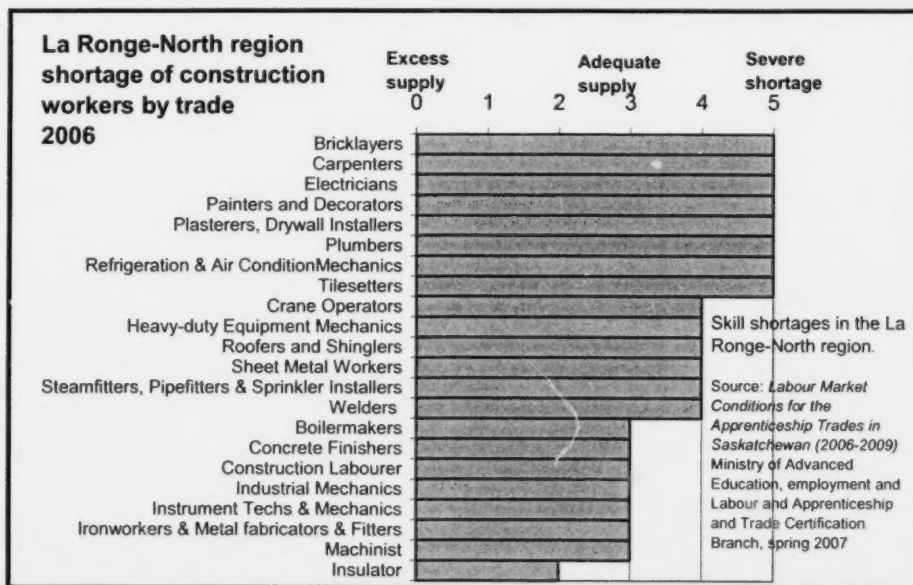 La Ronge-North region
shortage of construction
workers by trade
2006
Excess
supply
Adequate
supply
Severe
shortage
0 1 2 3 4 5
Bricklayers
Carpenters
Electricians
Painters and Decorators
Plasterers, Drywall Installers
Plumbers
Refrigeration & Air ConditionMechanics
Tilesetters
Crane Operators
Heavy-duty Equipment Mechanics
Roofers and Shinglers
Sheet Metal Workers
Steamfitters, Pipefitters & Sprinkler Installers
Welders
Boilermakers
Concrete Finishers
Construction Labourer
Industrial Mechanics
Instrument Techs & Mechanics
Ironworkers & Metal fabricators & Fitters
Machinist
Insulator
Skill shortages in the La
Ronge-North region.
Source: Labour Market
Conditions for the
Apprenticeship Trades in
Saskatchewan (2006-2009)
Ministry of Advanced
Education, employment and
Labour and Apprenticeship
and Trade Certification
Branch, spring 2007